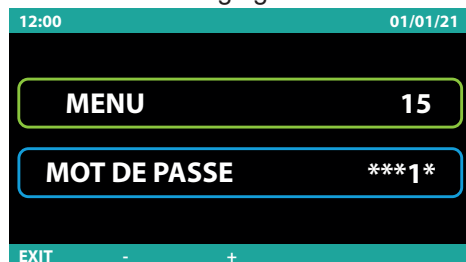 12:00 01/01/21
MENU 15
MOT DE PASSE ***1*
EXIT - +